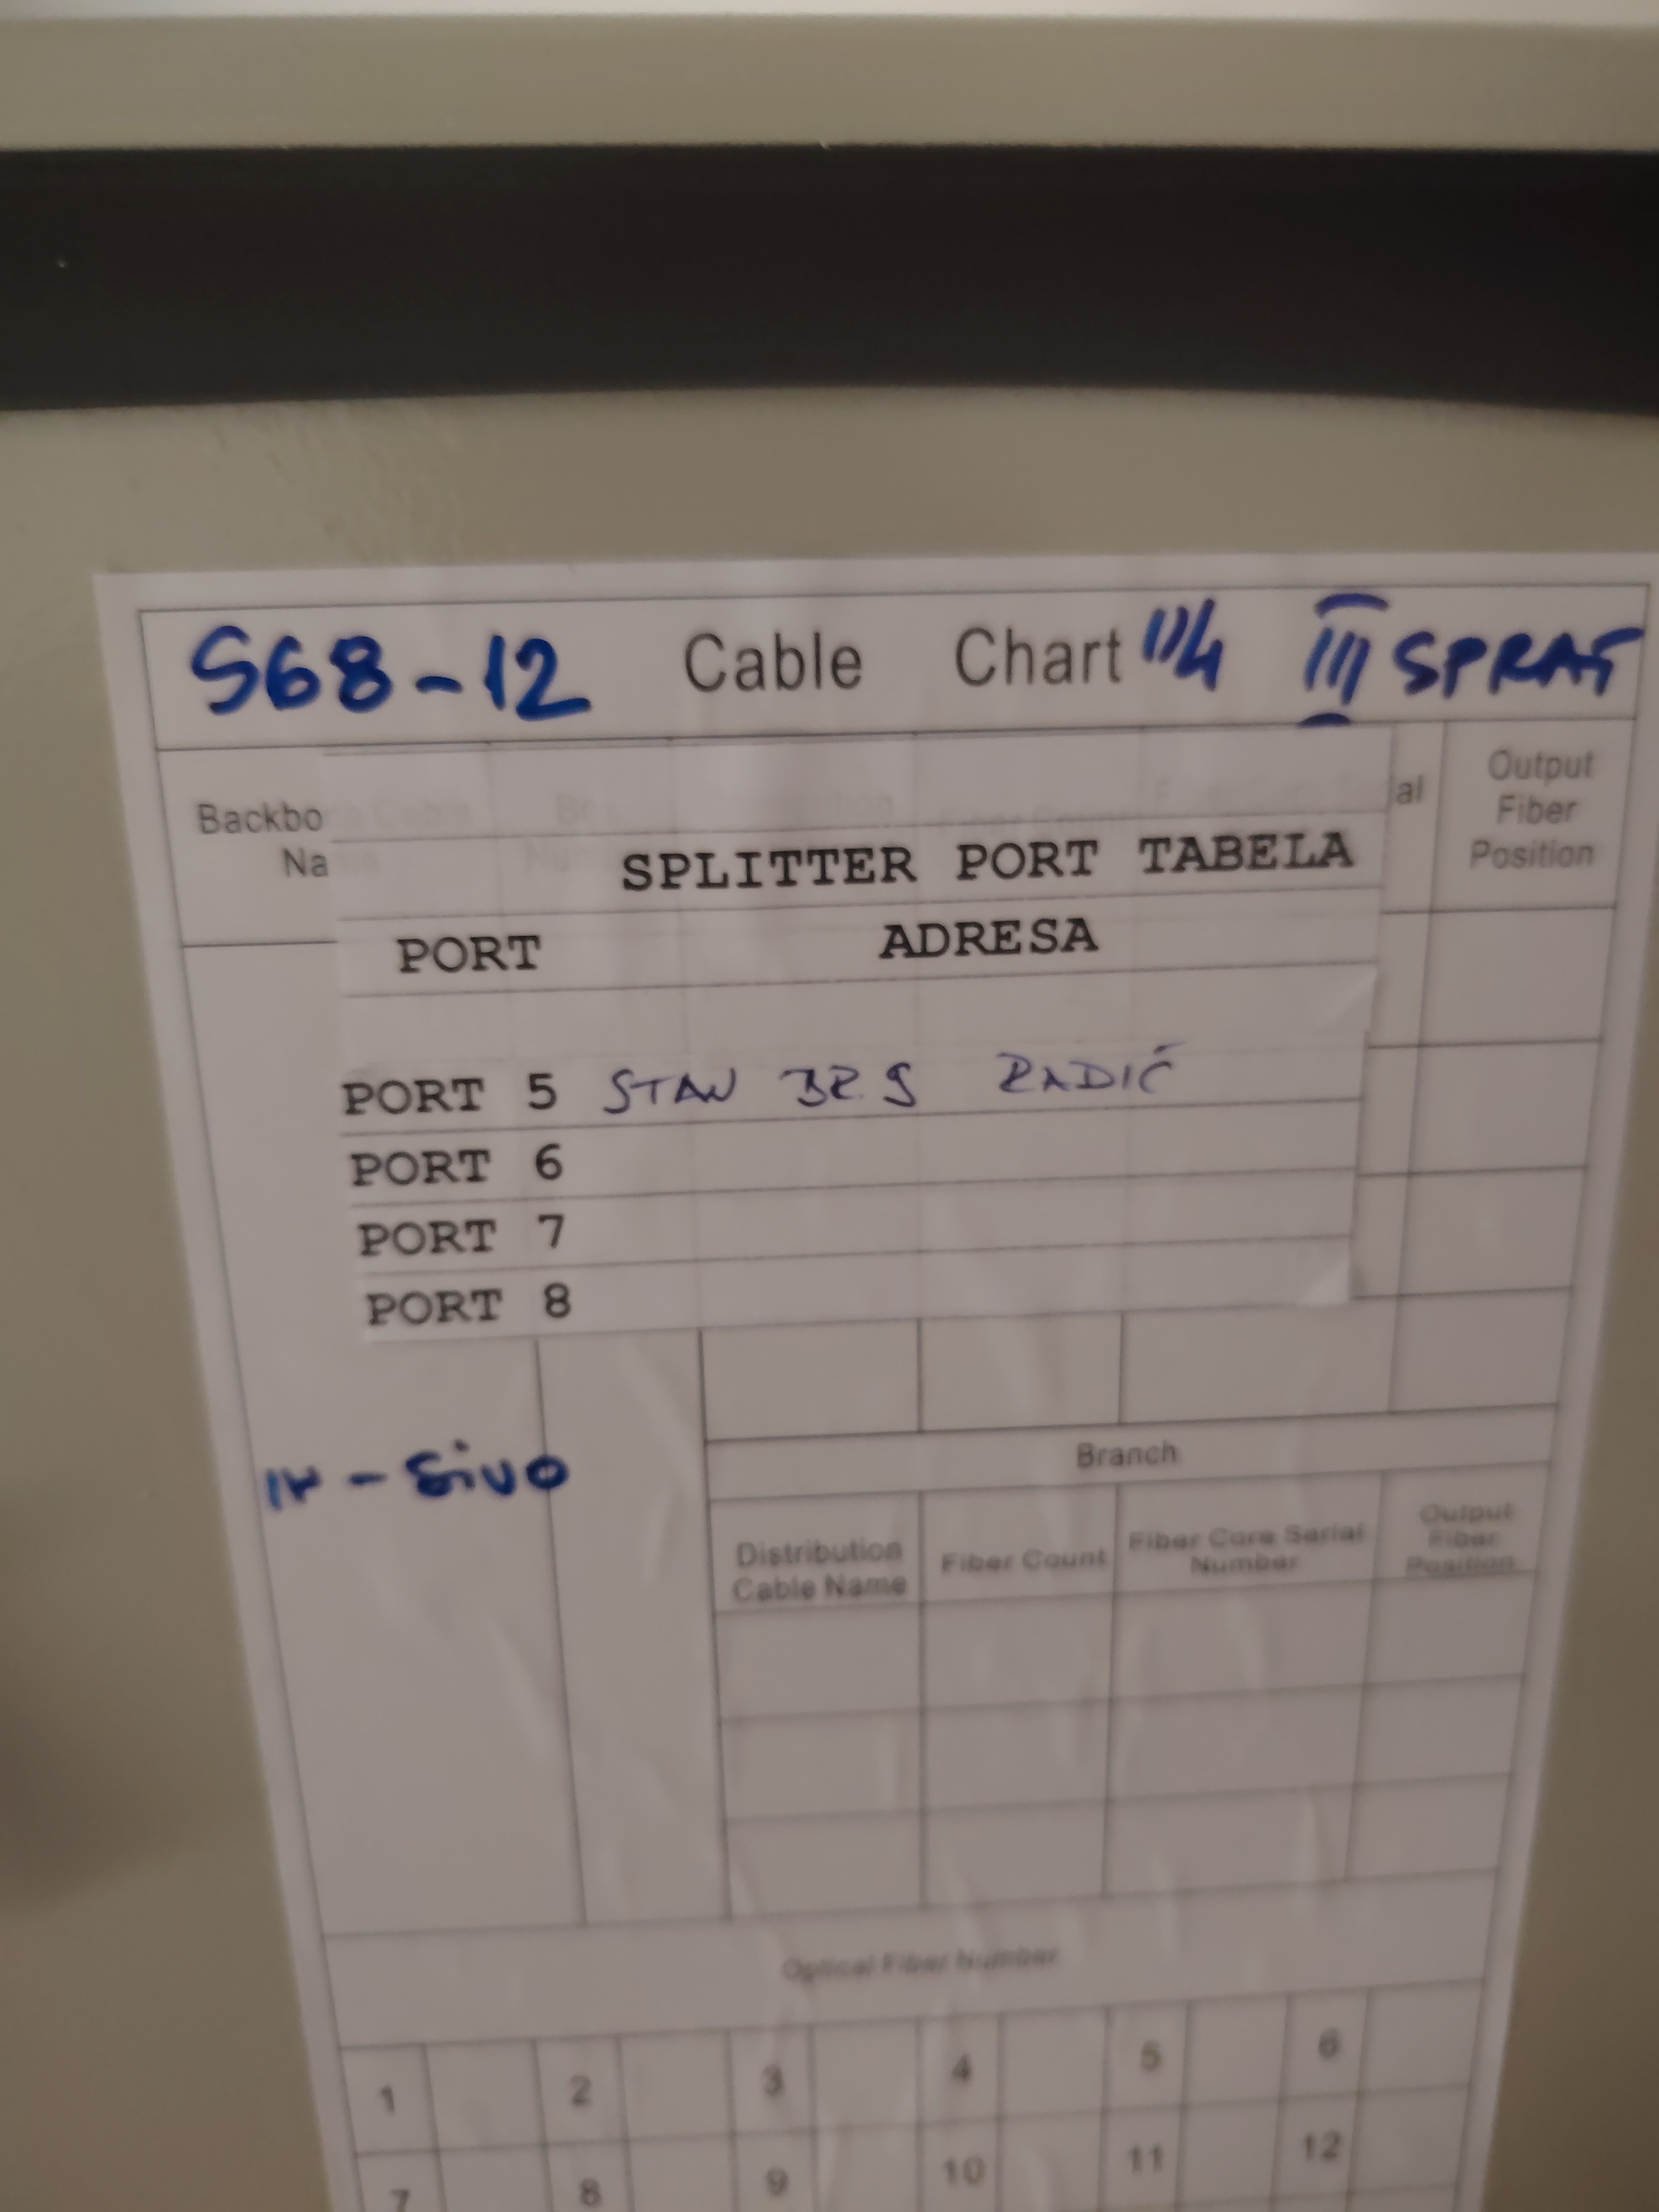 S68-12 Cable Chart 1/4 III SPRAT
Backbo al Output
Na Fiber
Position
SPLITTER PORT TABELA
PORT ADRESA
PORT 5 STAN BR. 9 RADIĆ
PORT 6
PORT 7
PORT 8
- Sivo
Branch
Distribution Cable Name Fiber Count Fiber Core Serial Number Output Fiber Position
Optical Fiber Number
1 2 3 4 5 6
7 8 9 10 11 12